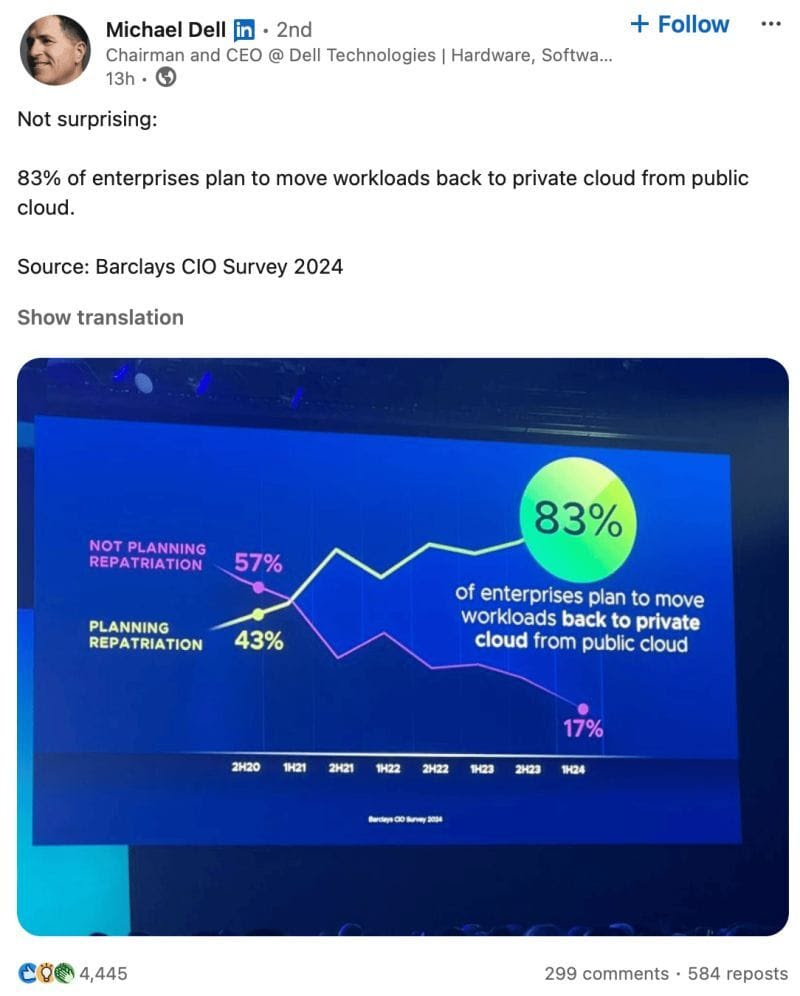 Michael Dell in • 2nd
+ Follow
Chairman and CEO @ Dell Technologies | Hardware, Softwa...
13h •
Not surprising:
83% of enterprises plan to move workloads back to private cloud from public
cloud.
Source: Barclays CIO Survey 2024
Show translation
83%
of enterprises plan to move
workloads back to private
cloud from public cloud
NOT PLANNING
REPATRIATION
57%
PLANNING
REPATRIATION
43%
17%
2H20 1H21 2H21 1H22 2H22 1H23 2H23 1H24
Barclays CIO Survey 2024
4,445
299 comments • 584 reposts